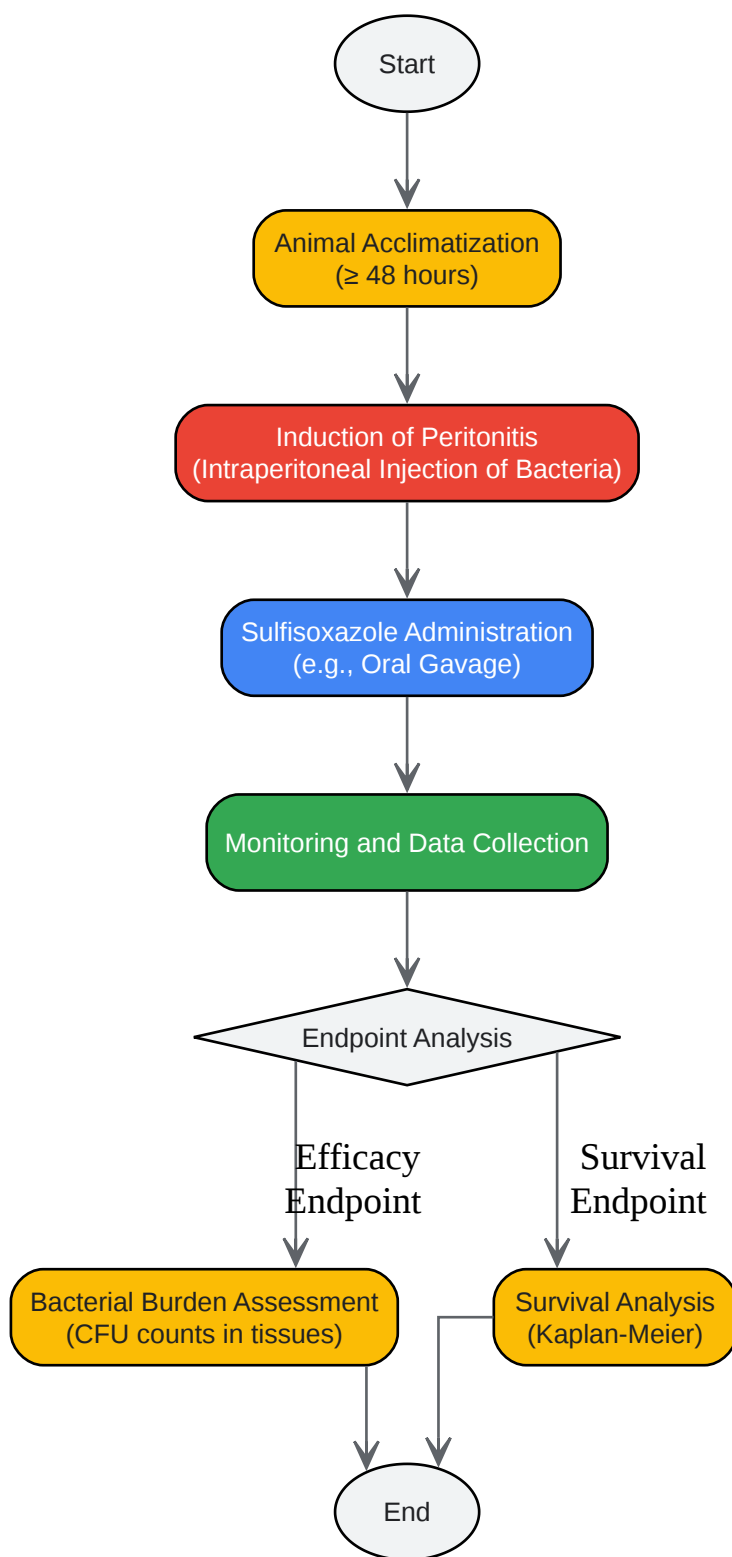 Start
Animal Acclimatization
(≥ 48 hours)
Induction of Peritonitis
(Intraperitoneal Injection of Bacteria)
Sulfisoxazole Administration
(e.g., Oral Gavage)
Monitoring and Data Collection
Endpoint Analysis
Efficacy
Endpoint
Survival
Endpoint
Bacterial Burden Assessment
(CFU counts in tissues)
Survival Analysis
(Kaplan-Meier)
End